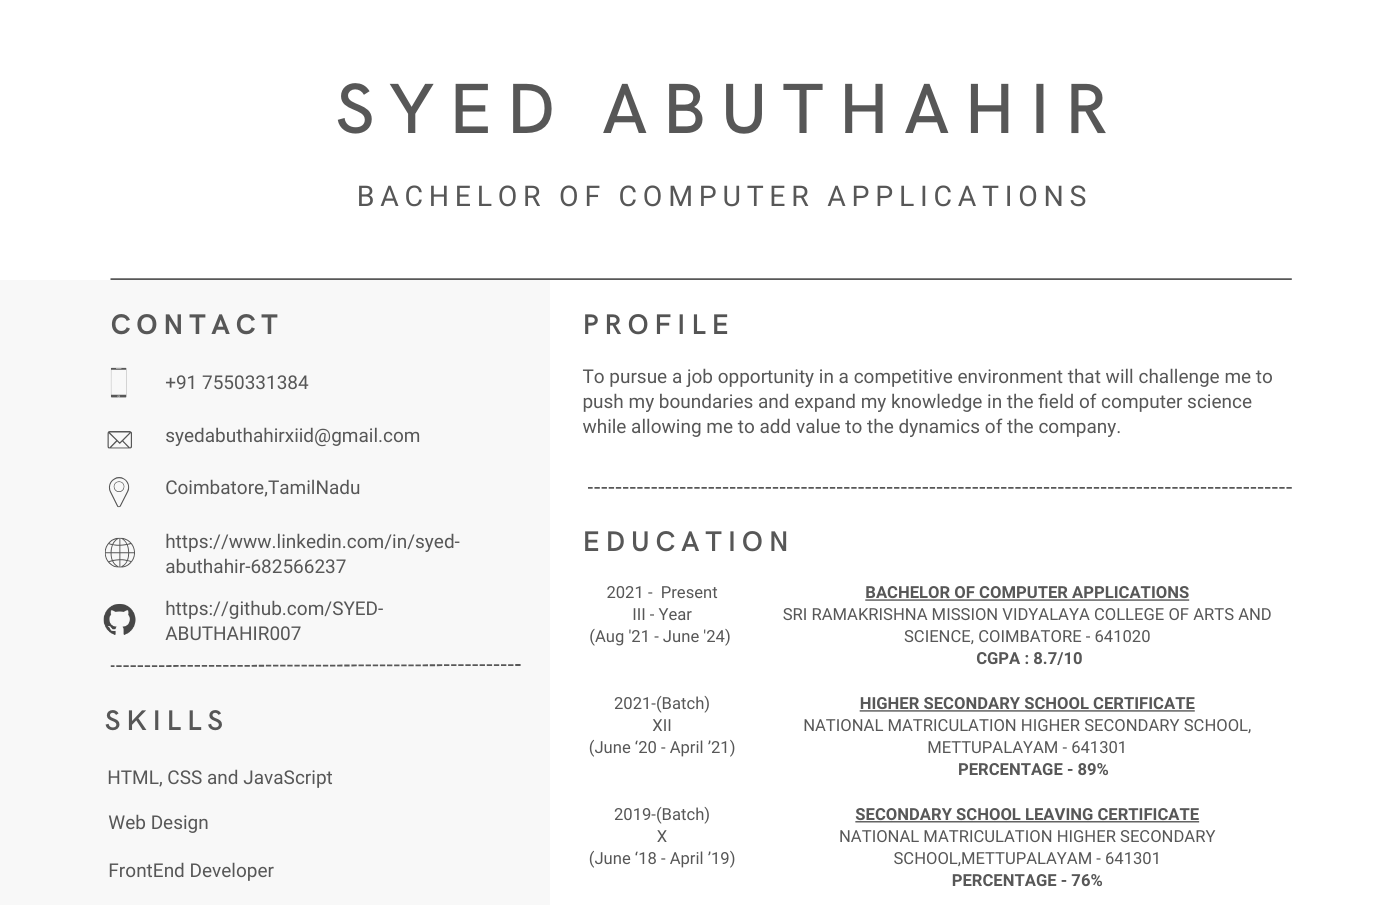 SYED ABUTHAHIR
BACHELOR OF COMPUTER APPLICATIONS
CONTACT
+91 7550331384
syedabuthahirxiid@gmail.com
Coimbatore,TamilNadu
https://www.linkedin.com/in/syed-
abuthahir-682566237
https://github.com/SYED-
ABUTHAHIR007
SKILLS
HTML, CSS and JavaScript
Web Design
FrontEnd Developer
PROFILE
To pursue a job opportunity in a competitive environment that will challenge me to
push my boundaries and expand my knowledge in the field of computer science
while allowing me to add value to the dynamics of the company.
EDUCATION
2021 -  Present
III - Year
(Aug '21 - June '24)
BACHELOR OF COMPUTER APPLICATIONS
SRI RAMAKRISHNA MISSION VIDYALAYA COLLEGE OF ARTS AND
SCIENCE, COIMBATORE - 641020
CGPA : 8.7/10
2021-(Batch)
XII
(June ‘20 - April ’21)
HIGHER SECONDARY SCHOOL CERTIFICATE
NATIONAL MATRICULATION HIGHER SECONDARY SCHOOL,
METTUPALAYAM - 641301
PERCENTAGE - 89%
2019-(Batch)
X
(June ‘18 - April ’19)
SECONDARY SCHOOL LEAVING CERTIFICATE
NATIONAL MATRICULATION HIGHER SECONDARY
SCHOOL,METTUPALAYAM - 641301
PERCENTAGE - 76%